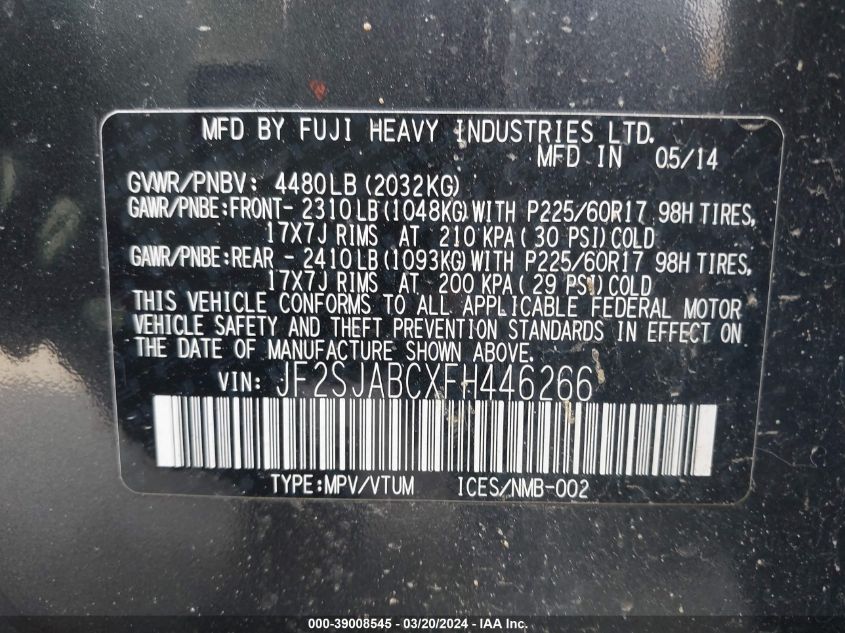 MFD BY FUJI HEAVY INDUSTRIES LTD.
MFD IN 05/14
GVWR/PNBV: 4480LB(2032KG)
GAWR/PNBE:FRONT- 2310LB(1048KG)WITH P225/60R17 98H TIRES,
17X7J RIMS AT 210 KPA( 30 PSI)COLD
GAWR/PNBE:REAR - 2410LB(1093KG)WITH P225/60R17 98H TIRES,
17X7J RIMS AT 200 KPA( 29 PSI)COLD
THIS VEHICLE CONFORMS TO ALL APPLICABLE FEDERAL MOTOR
VEHICLE SAFETY AND THEFT PREVENTION STANDARDS IN EFFECT ON
THE DATE OF MANUFACTURE SHOWN ABOVE.
VIN: JF2SJABCXFH446266
TYPE:MPV/VTUM ICES/NMB-002
000-39008545 - 03/20/2024 - IAA Inc.